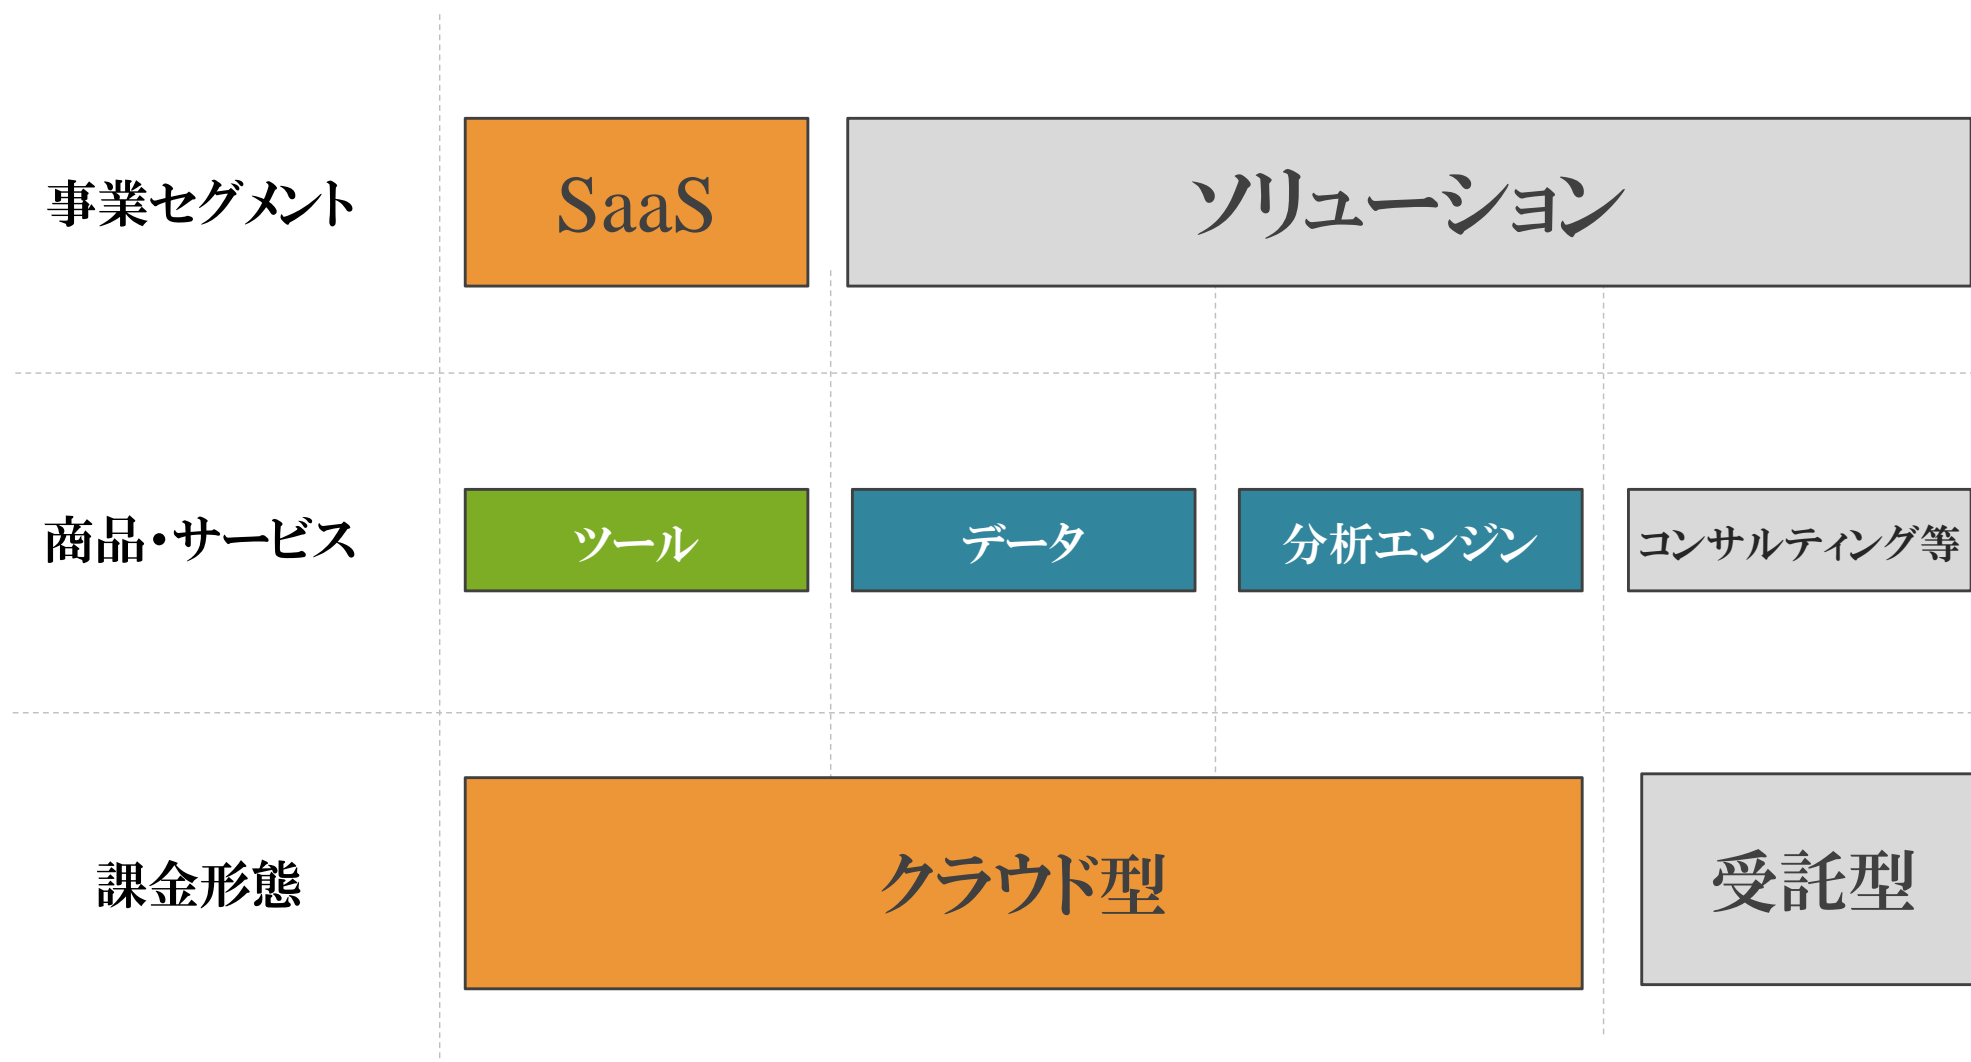 事業セグメント
SaaS
ソリューション
商品・サービス
ツール
データ
分析エンジン
コンサルティング等
課金形態
クラウド型
受託型